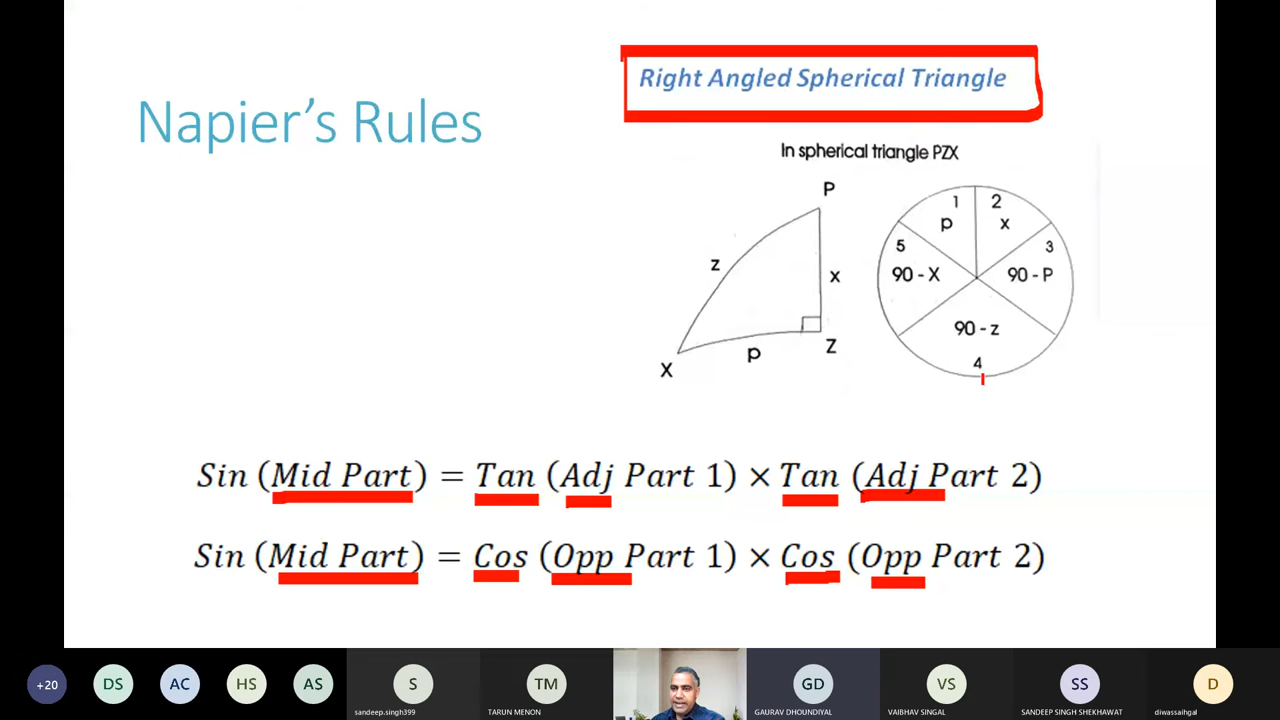 Right Angled Spherical Triangle
Napier's Rules
In spherical triangle PZX
P
z
x
p
Z
X
1
p
2
x
3
90 - P
4
90 - z
5
90 - X
Sin (Mid Part) = Tan (Adj Part 1) × Tan (Adj Part 2)
Sin (Mid Part) = Cos (Opp Part 1) × Cos (Opp Part 2)
+20
DS
AC
HS
AS
S
sandeep.singh399
TM
TARUN MENON
GD
GAURAV DHOUNDIYAL
VS
VAIBHAV SINGAL
SS
SANDEEP SINGH SHEKHAWAT
D
diwassaihgal